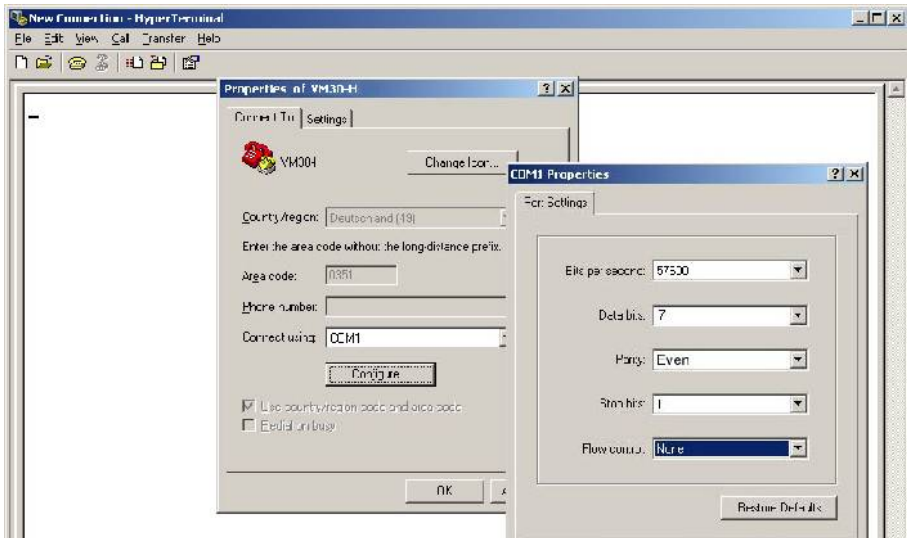 New Connection - HyperTerminal
File Edit View Call Transfer Help
Properties of VM30-H
Connect To Settings
VM30-H
Change Icon...
Country/region: Deutschland (49)
Enter the area code without the long-distance prefix.
Area code: 0351
Phone number:
Connect using: COM1
Configure...
Use country/region code and area code
Redial on busy
OK
COM1 Properties
Port Settings
Bits per second: 57600
Data bits: 7
Parity: Even
Stop bits: 1
Flow control: None
Restore Defaults